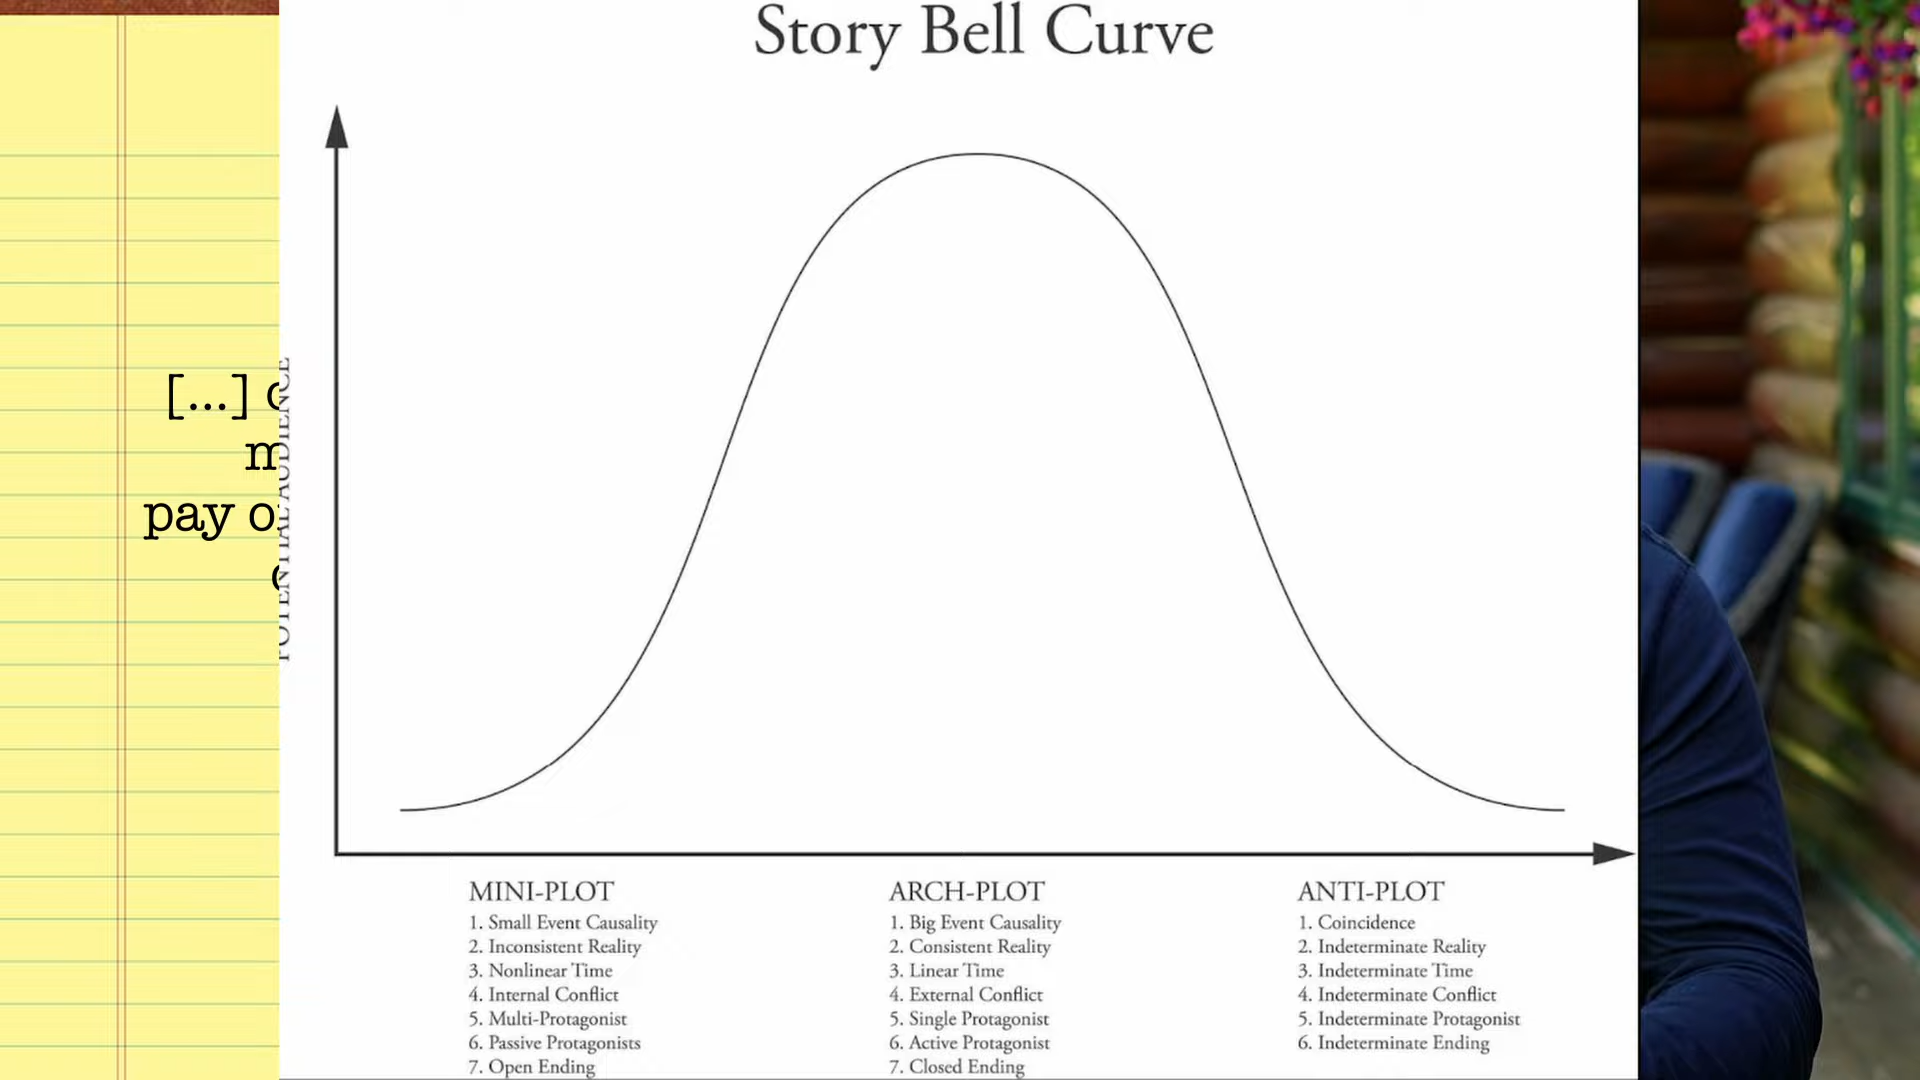 Story Bell Curve
[...]
pay
POTENTIAL AUDIENCE
MINI-PLOT
1. Small Event Causality
2. Inconsistent Reality
3. Nonlinear Time
4. Internal Conflict
5. Multi-Protagonist
6. Passive Protagonists
7. Open Ending
ARCH-PLOT
1. Big Event Causality
2. Consistent Reality
3. Linear Time
4. External Conflict
5. Single Protagonist
6. Active Protagonist
7. Closed Ending
ANTI-PLOT
1. Coincidence
2. Indeterminate Reality
3. Indeterminate Time
4. Indeterminate Conflict
5. Indeterminate Protagonist
6. Indeterminate Ending